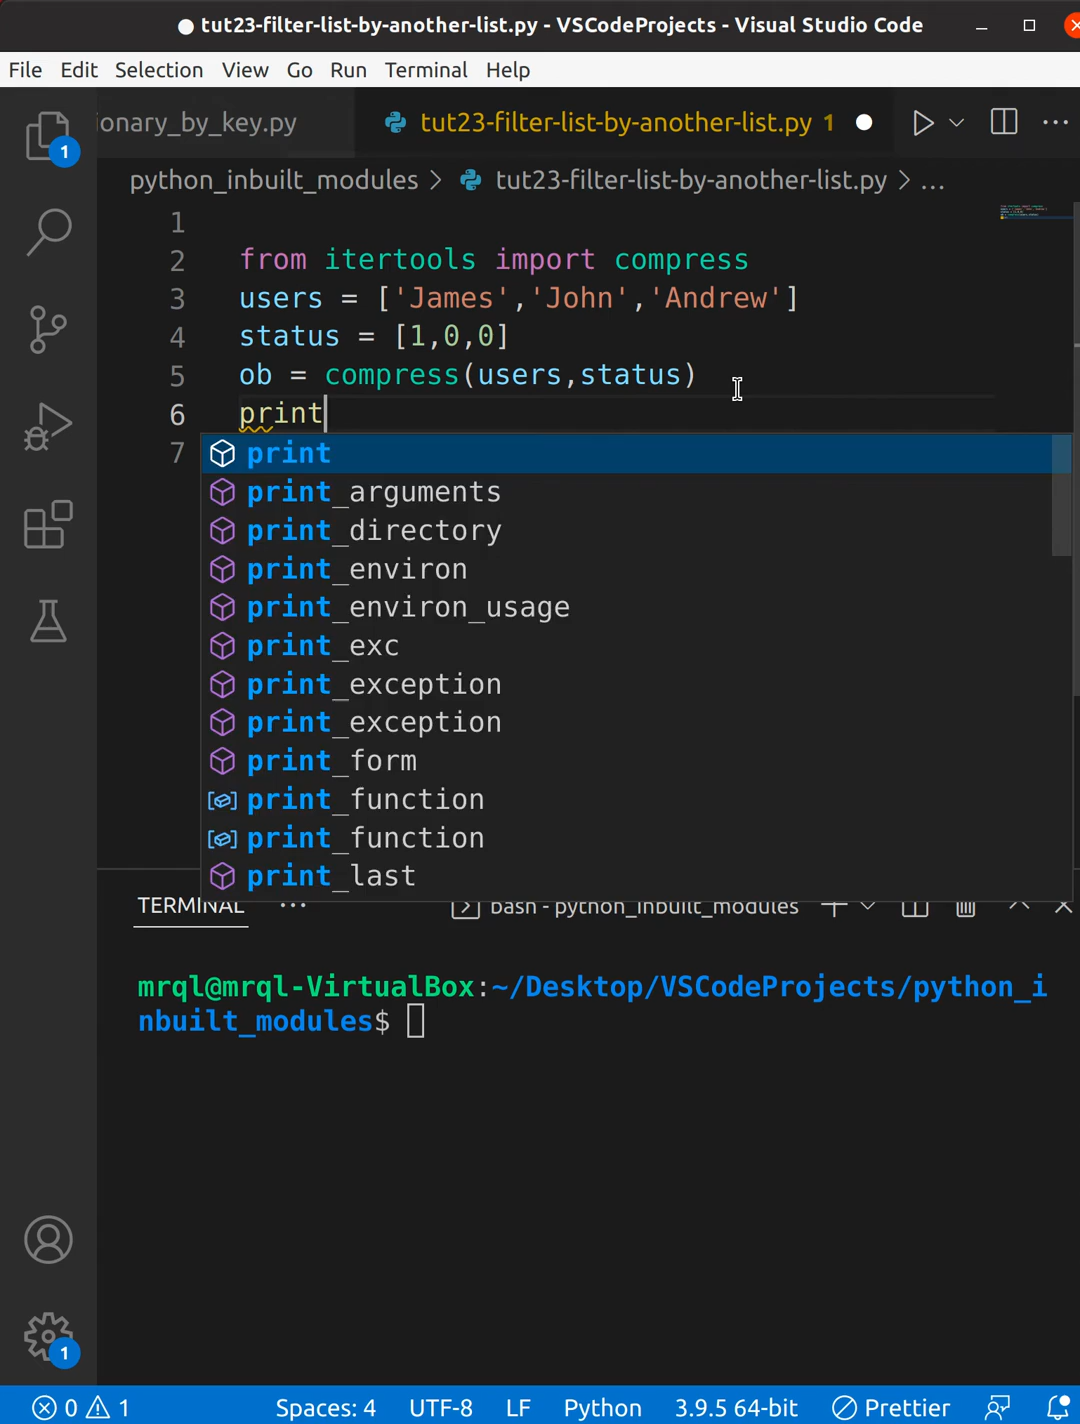 tut23-filter-list-by-another-list.py - VSCodeProjects - Visual Studio Code
File Edit Selection View Go Run Terminal Help
ionary_by_key.py tut23-filter-list-by-another-list.py 1
1
python_inbuilt_modules > tut23-filter-list-by-another-list.py > ...
1
2 from itertools import compress
3 users = ['James','John','Andrew']
4 status = [1,0,0]
5 ob = compress(users,status)
6 print
7
print
print_arguments
print_directory
print_environ
print_environ_usage
print_exc
print_exception
print_exception
print_form
print_function
print_function
print_last
TERMINAL ... bash - python_inbuilt_modules
mrql@mrql-VirtualBox:~/Desktop/VSCodeProjects/python_i
nbuilt_modules$
1
0 1 Spaces: 4 UTF-8 LF Python 3.9.5 64-bit Prettier